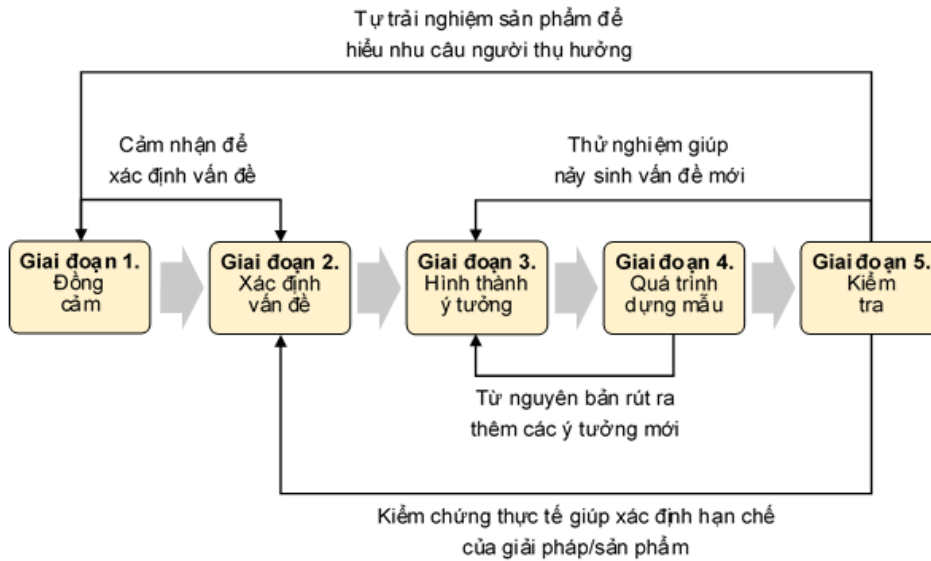 Tự trải nghiệm sản phẩm để
hiểu nhu câu người thụ hưởng
Cảm nhận để
xác định vấn đề
Thử nghiệm giúp
nảy sinh vấn đề mới
Giai đoạn 1.
Đồng
cảm
Giai đoạn 2.
Xác định
vấn đề
Giai đoạn 3.
Hình thành
ý tưởng
Giai đoạn 4.
Quá trình
dựng mẫu
Giai đoạn 5.
Kiểm
tra
Từ nguyên bản rút ra
thêm các ý tưởng mới
Kiểm chứng thực tế giúp xác định hạn chế
của giải pháp/sản phẩm